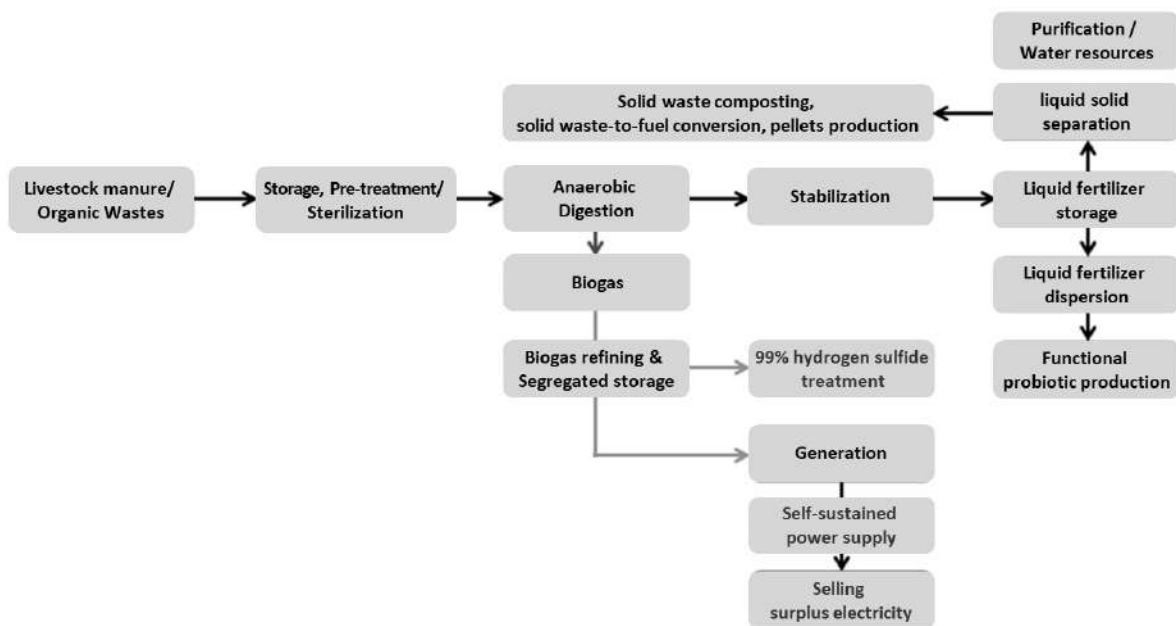 Purification /
Water resources
Solid waste composting,
solid waste-to-fuel conversion, pellets production
liquid solid
separation
Livestock manure/
Organic Wastes
Storage, Pre-treatment/
Sterilization
Anaerobic
Digestion
Stabilization
Liquid fertilizer
storage
Biogas
Liquid fertilizer
dispersion
Biogas refining &
Segregated storage
99% hydrogen sulfide
treatment
Functional
probiotic production
Generation
Self-sustained
power supply
Selling
surplus electricity